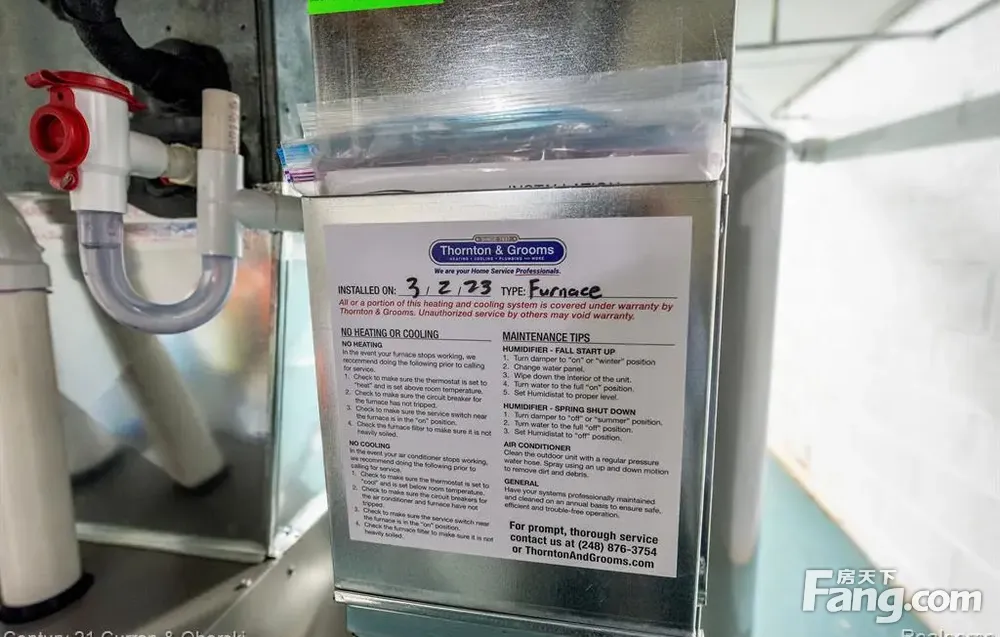 INSTALLATION
SINCE 1937
Thornton & Grooms
HEATING • COOLING • PLUMBING and MORE
We are your Home Service Professionals.
INSTALLED ON: 3 / 2 / 23 TYPE: Furnace
All or a portion of this heating and cooling system is covered under warranty by
Thornton & Grooms. Unauthorized service by others may void warranty.
NO HEATING OR COOLING
NO HEATING
In the event your furnace stops working, we
recommend doing the following prior to calling
for service.
1. Check to make sure the thermostat is set to
"heat" and is set above room temperature.
2. Check to make sure the circuit breaker for
the furnace has not tripped.
3. Check to make sure the service switch near
the furnace is in the "on" position.
4. Check the furnace filter to make sure it is not
heavily soiled.
NO COOLING
In the event your air conditioner stops working,
we recommend doing the following prior to
calling for service.
1. Check to make sure the thermostat is set to
"cool" and is set below room temperature.
2. Check to make sure the circuit breakers for
the air conditioner and furnace have not
tripped.
3. Check to make sure the service switch near
the furnace is in the "on" position.
4. Check the furnace filter to make sure it is not
heavily soiled.
MAINTENANCE TIPS
HUMIDIFIER - FALL START UP
1. Turn damper to "on" or "winter" position
2. Change water panel.
3. Wipe down the interior of the unit.
4. Turn water to the full "on" position.
5. Set Humidistat to proper level.
HUMIDIFIER - SPRING SHUT DOWN
1. Turn damper to "off" or "summer" position.
2. Turn water to the full "off" position.
3. Set Humidistat to "off" position.
AIR CONDITIONER
Clean the outdoor unit with a regular pressure
water hose. Spray using an up and down motion
to remove dirt and debris.
GENERAL
Have your systems professionally maintained
and cleaned on an annual basis to ensure safe,
efficient and trouble-free operation.
For prompt, thorough service
contact us at (248) 876-3754
or ThorntonAndGrooms.com
房天下
Fang.com
Century 21 Curran & Oberski